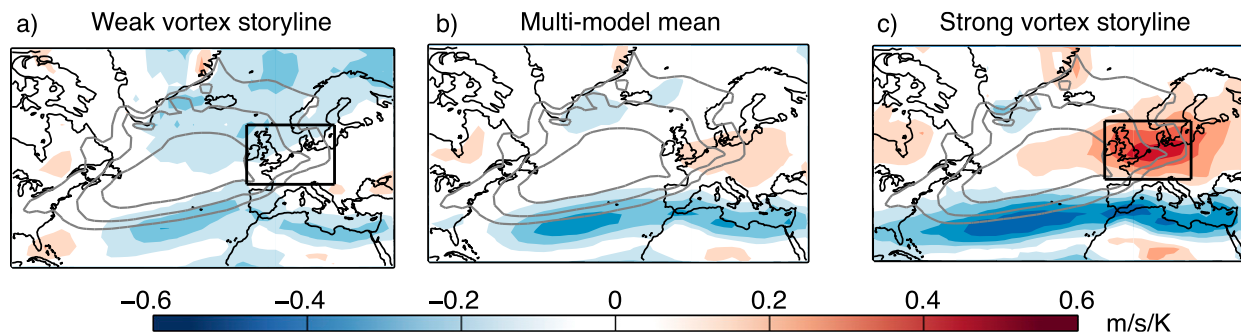 a) Weak vortex storyline
b) Multi-model mean
c) Strong vortex storyline
−0.6 −0.4 −0.2 0 0.2 0.4 0.6 m/s/K